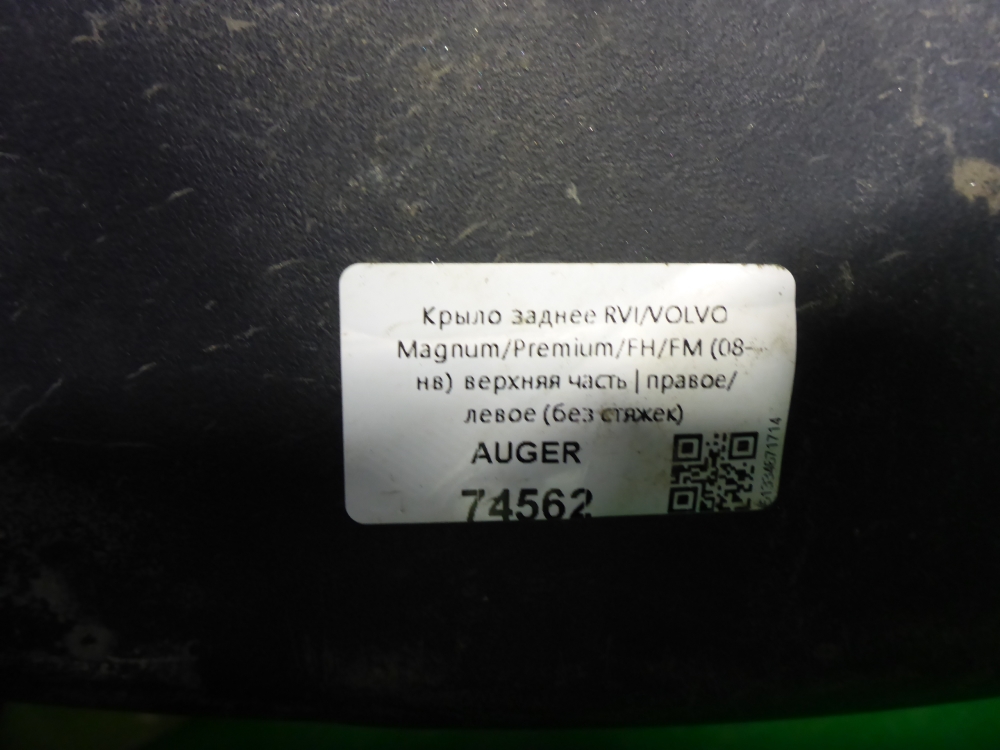 Крыло заднее RVI/VOLVO
Magnum/Premium/FH/FM (08-
нв) верхняя часть | правое/
левое (без стяжек)
AUGER
74562